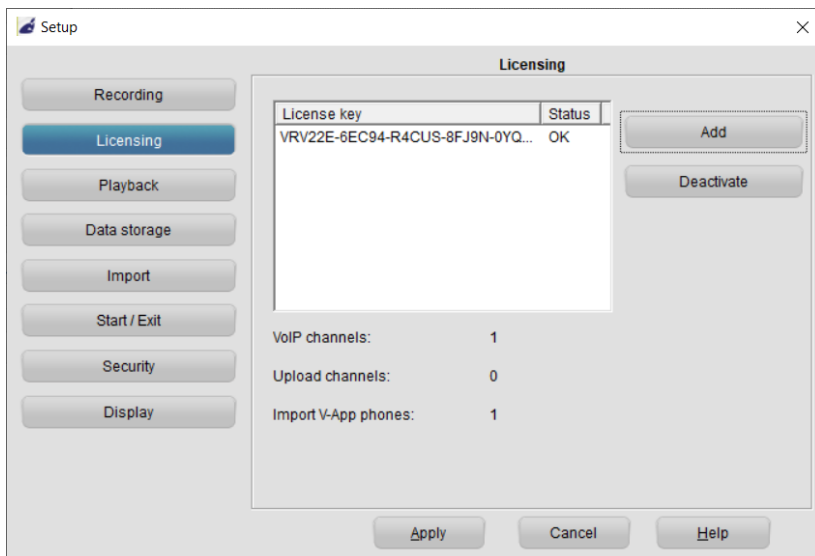 Setup
Licensing
Recording
Licensing
Playback
Data storage
Import
Start / Exit
Security
Display
License key Status
VRV22E-6EC94-R4CUS-8FJ9N-0YQ... OK
Add
Deactivate
VoIP channels: 1
Upload channels: 0
Import V-App phones: 1
Apply Cancel Help